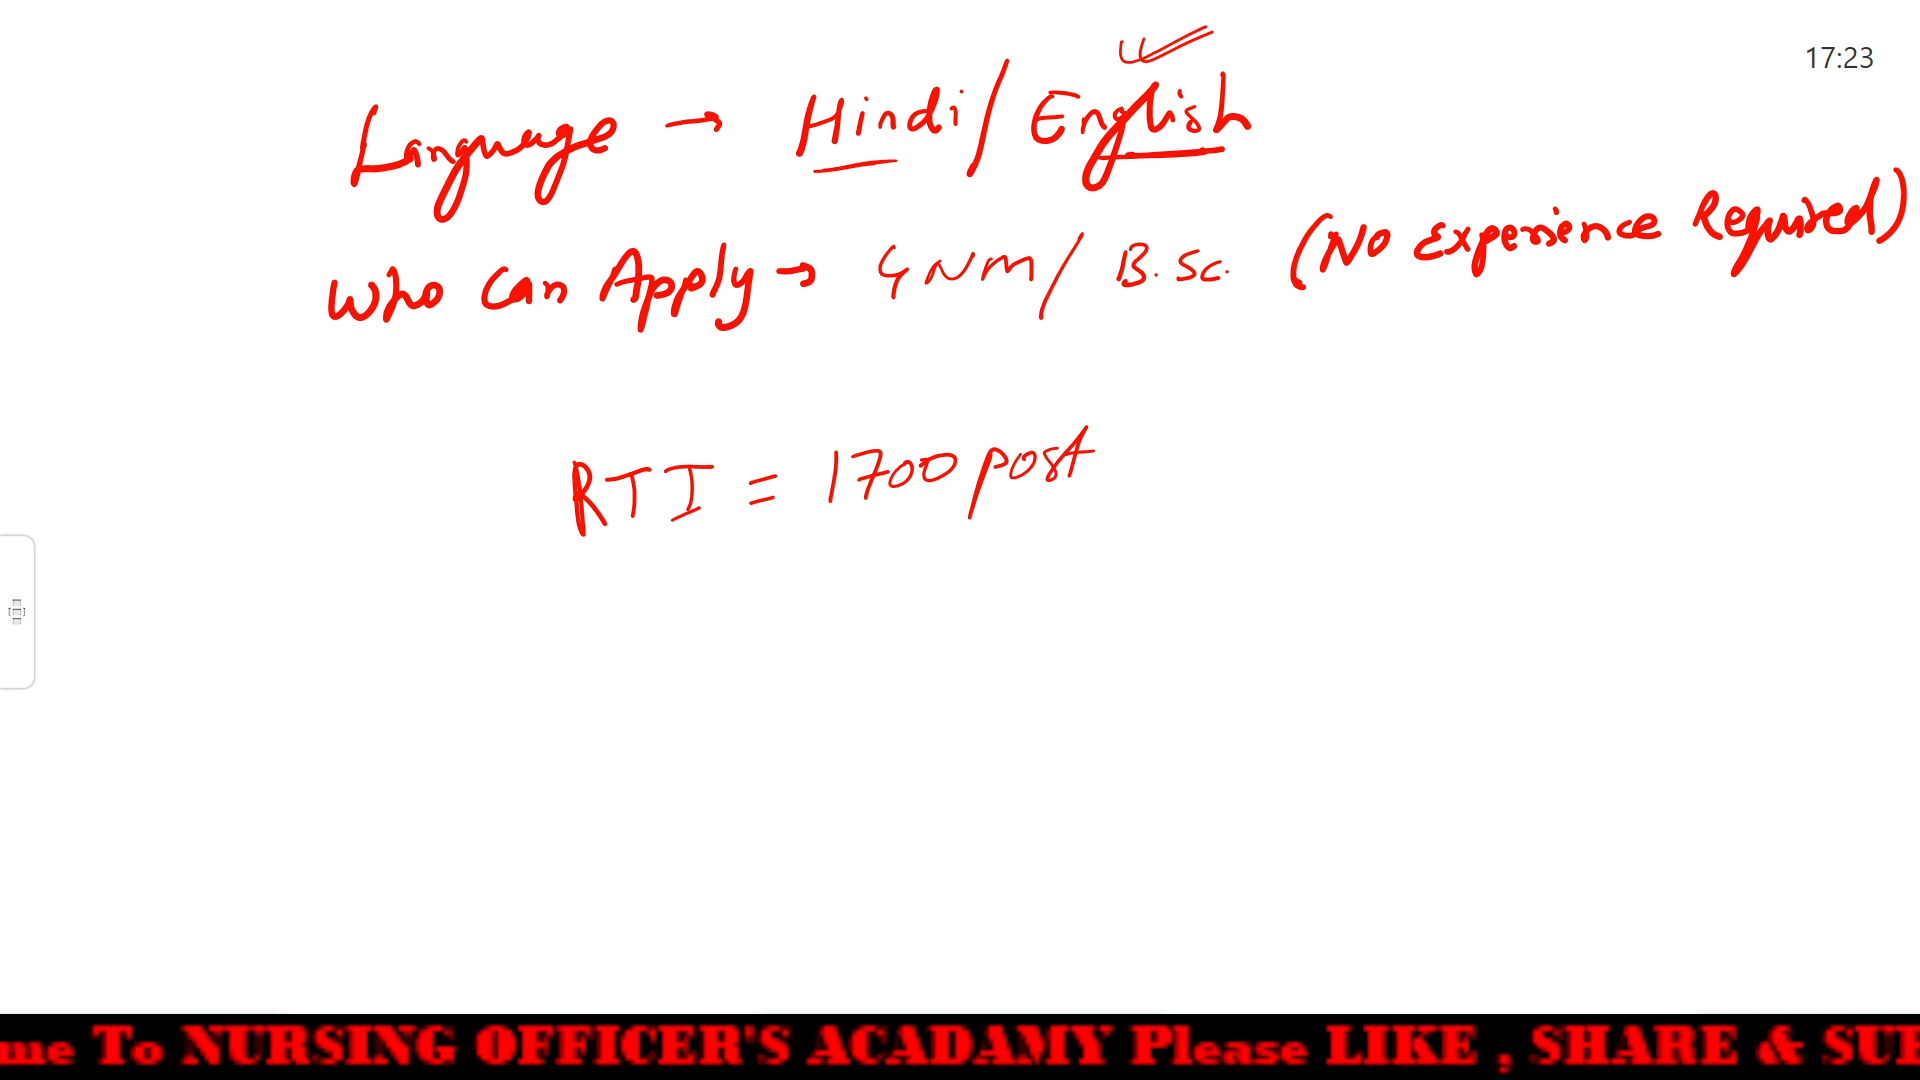 17:23
Language → Hindi/English
Who Can Apply → GNM/B.Sc. (No Experience Required)
RTI = 1700 post
me To NURSING OFFICER'S ACADAMY Please LIKE , SHARE & SUB